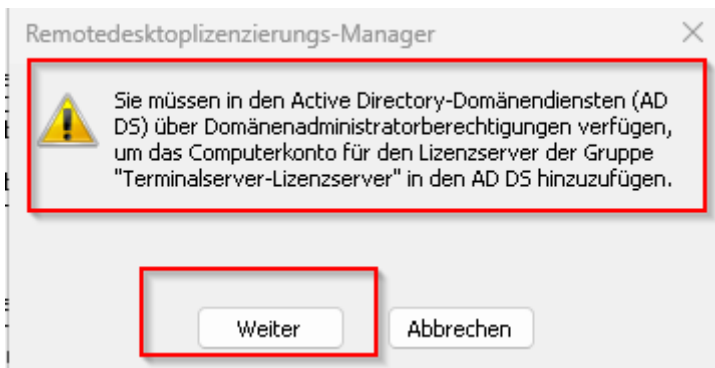 Remotedesktoplizenzierungs-Manager
Sie müssen in den Active Directory-Domänendiensten (AD
DS) über Domänenadministratorberechtigungen verfügen,
um das Computerkonto für den Lizenzserver der Gruppe
"Terminalserver-Lizenzserver" in den AD DS hinzuzufügen.
Weiter
Abbrechen